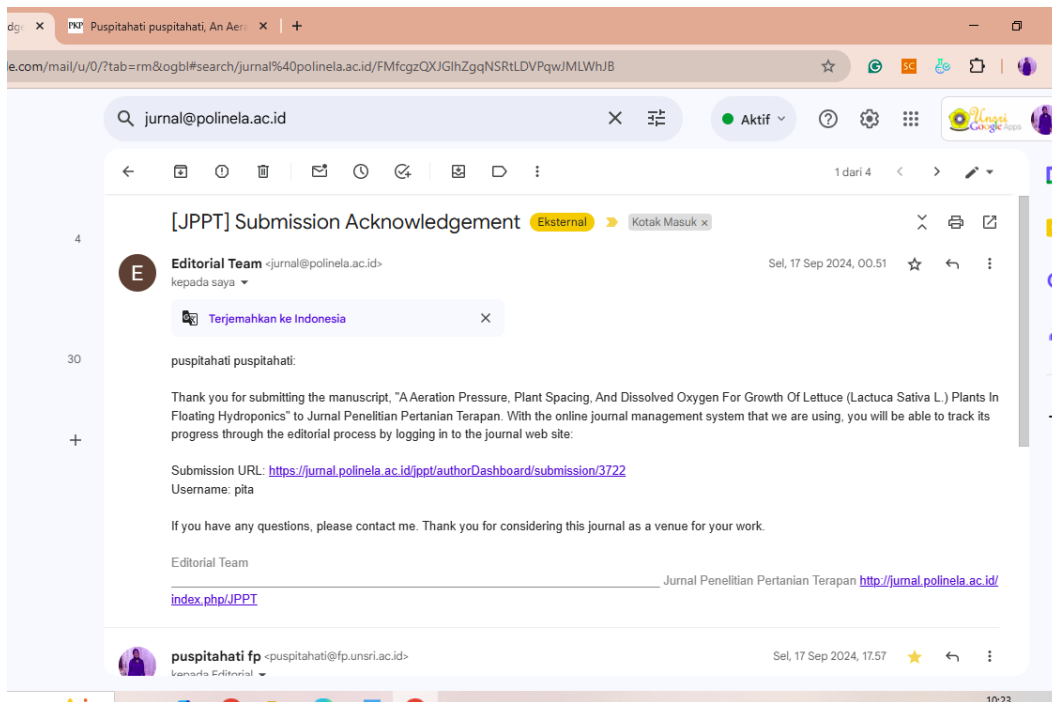 dge
PKP Puspitahati puspitahati, An Aera
le.com/mail/u/0/?tab=rm&ogbl#search/jurnal%40polinela.ac.id/FMfcgzQXJGlhZgqNSRtLDVPqwJMLWhJB
SC
jurnal@polinela.ac.id
Aktif
Unsri
Google Apps
1 dari 4
[JPPT] Submission Acknowledgement Eksternal Kotak Masuk ×
4
E
Editorial Team <jurnal@polinela.ac.id> Sel, 17 Sep 2024, 00.51
kepada saya
Terjemahkan ke Indonesia
30
puspitahati puspitahati:
Thank you for submitting the manuscript, "A Aeration Pressure, Plant Spacing, And Dissolved Oxygen For Growth Of Lettuce (Lactuca Sativa L.) Plants In
Floating Hydroponics" to Jurnal Penelitian Pertanian Terapan. With the online journal management system that we are using, you will be able to track its
progress through the editorial process by logging in to the journal web site:
Submission URL: https://jurnal.polinela.ac.id/jppt/authorDashboard/submission/3722
Username: pita
If you have any questions, please contact me. Thank you for considering this journal as a venue for your work.
Editorial Team
Jurnal Penelitian Pertanian Terapan http://jurnal.polinela.ac.id/
index.php/JPPT
puspitahati fp <puspitahati@fp.unsri.ac.id> Sel, 17 Sep 2024, 17.57
kepada Editorial
10:23